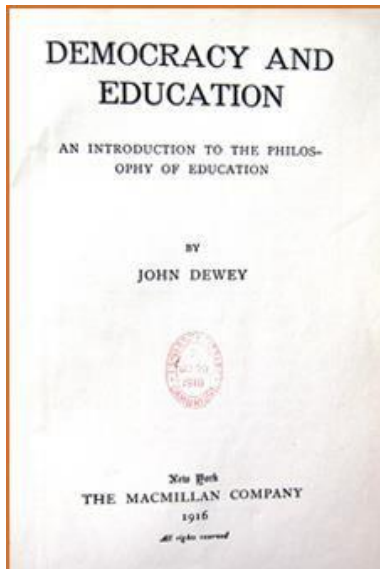 DEMOCRACY AND
EDUCATION
AN INTRODUCTION TO THE PHILOS-
OPHY OF EDUCATION
BY
JOHN DEWEY
1918
New York
THE MACMILLAN COMPANY
1916
All rights reserved